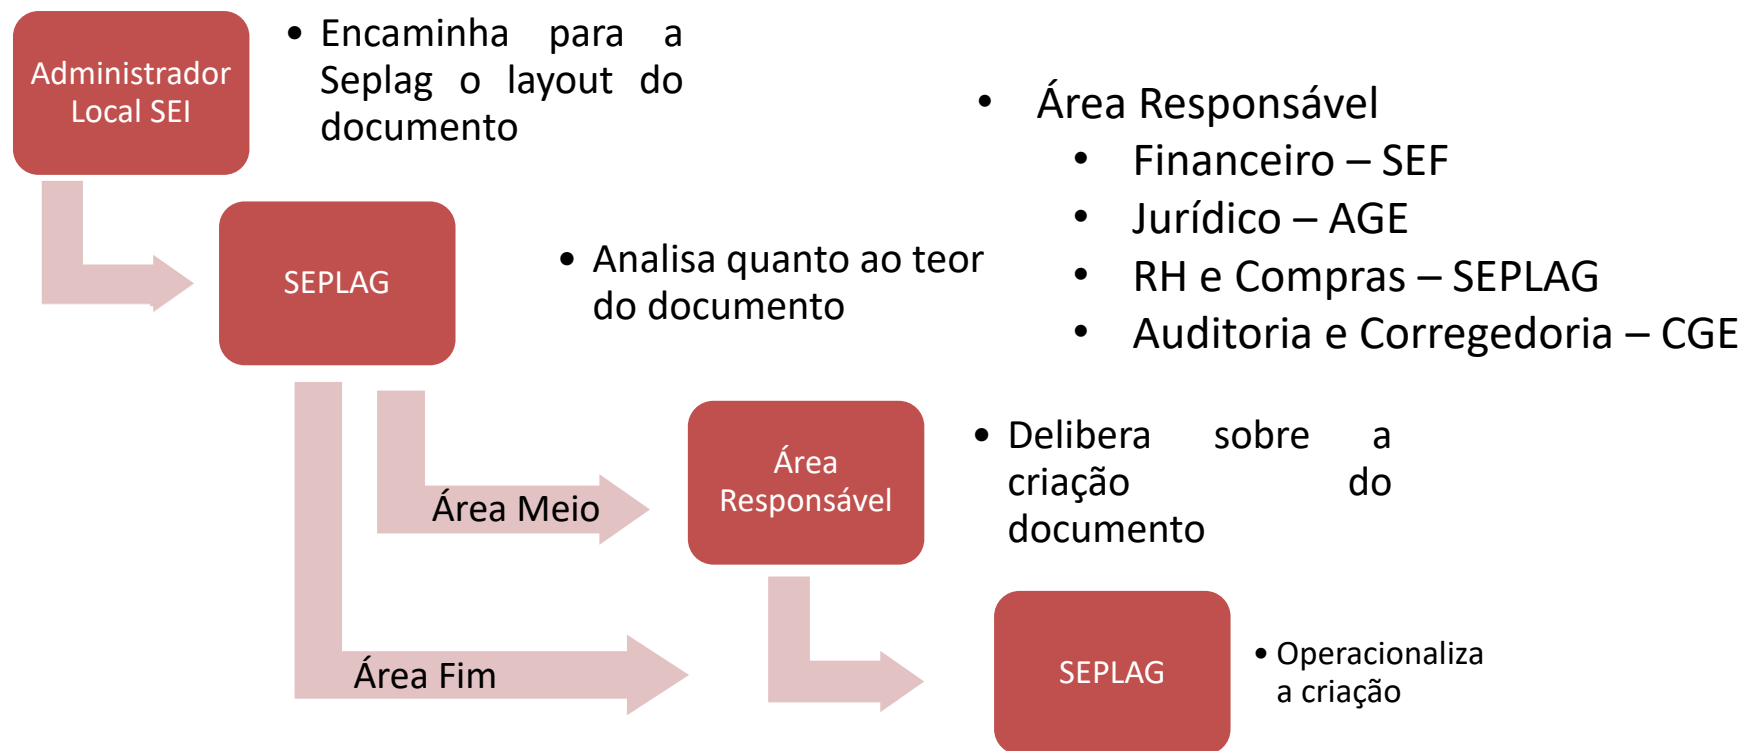 Administrador
Local SEI
• Encaminha para a
Seplag o layout do
documento
• Área Responsável
• Financeiro – SEF
• Jurídico – AGE
• RH e Compras – SEPLAG
• Auditoria e Corregedoria – CGE
SEPLAG
• Analisa quanto ao teor
do documento
Área Meio
Área
Responsável
• Delibera sobre a
criação do
documento
Área Fim
SEPLAG
• Operacionaliza
a criação